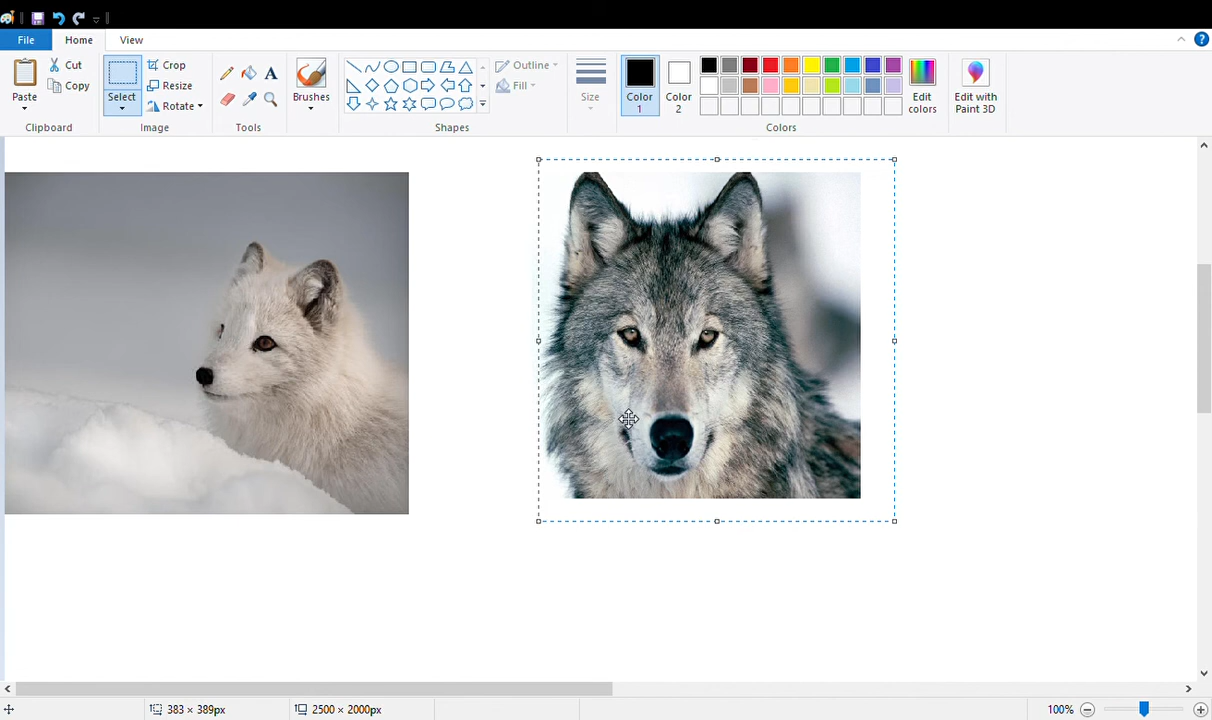 File Home View
Paste Cut Copy
Select Crop Resize Rotate
Brushes
Outline Fill
Size
Color 1 Color 2
Edit colors
Edit with Paint 3D
Clipboard Image Tools Shapes Colors
383 × 389px 2500 × 2000px 100%